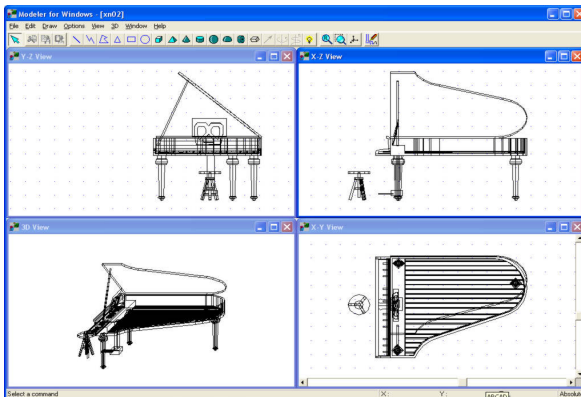 Modeler for Windows - [xn02]
File Edit Draw Options View 3D Window Help
Y-Z View
X-Z View
3D View
X-Y View
Select a command
X:
Y:
ABCAD
Absolut